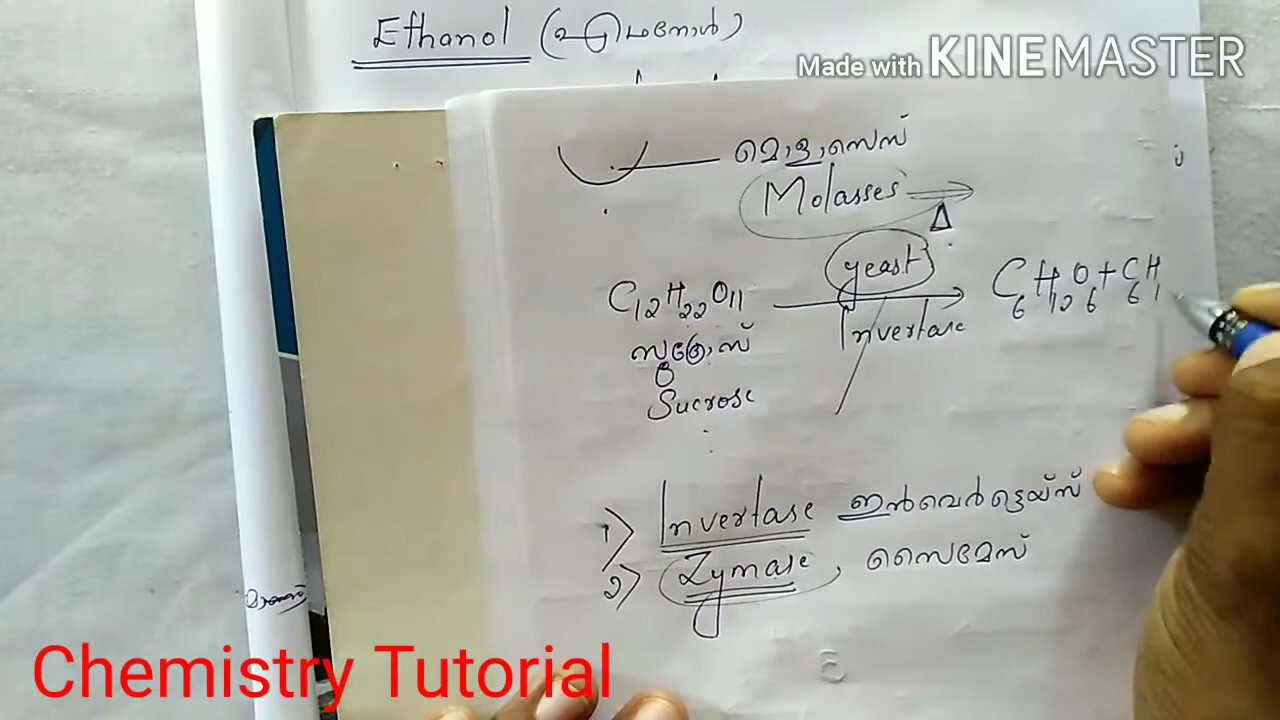 Ethanol (എഥനോൾ)
Made with KINEMASTER
മൊളാസെസ്
Molasses ⟹
Δ
yeast
C12H22O11 ⟶ C6H12O6 + C6H1
Invertase
സുക്രോസ്
Sucrose
1) Invertase ഇൻവെർട്ടെയ്സ്
2) Zymase, സൈമേസ്
Chemistry Tutorial